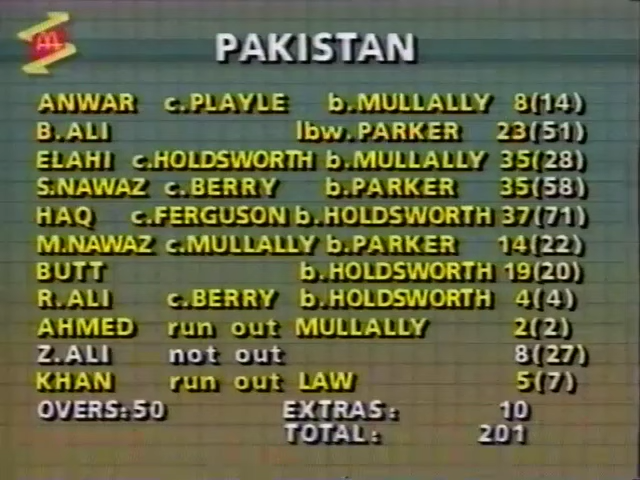 PAKISTAN
ANWAR c.PLAYLE b.MULLALLY 8(14)
B.ALI lbw.PARKER 23(51)
ELAHI c.HOLDSWORTH b.MULLALLY 35(28)
S.NAWAZ c.BERRY b.PARKER 35(58)
HAQ c.FERGUSON b.HOLDSWORTH 37(71)
M.NAWAZ c.MULLALLY b.PARKER 14(22)
BUTT b.HOLDSWORTH 19(20)
R.ALI c.BERRY b.HOLDSWORTH 4(4)
AHMED run out MULLALLY 2(2)
Z.ALI not out 8(27)
KHAN run out LAW 5(7)
OVERS:50 EXTRAS: 10
TOTAL: 201